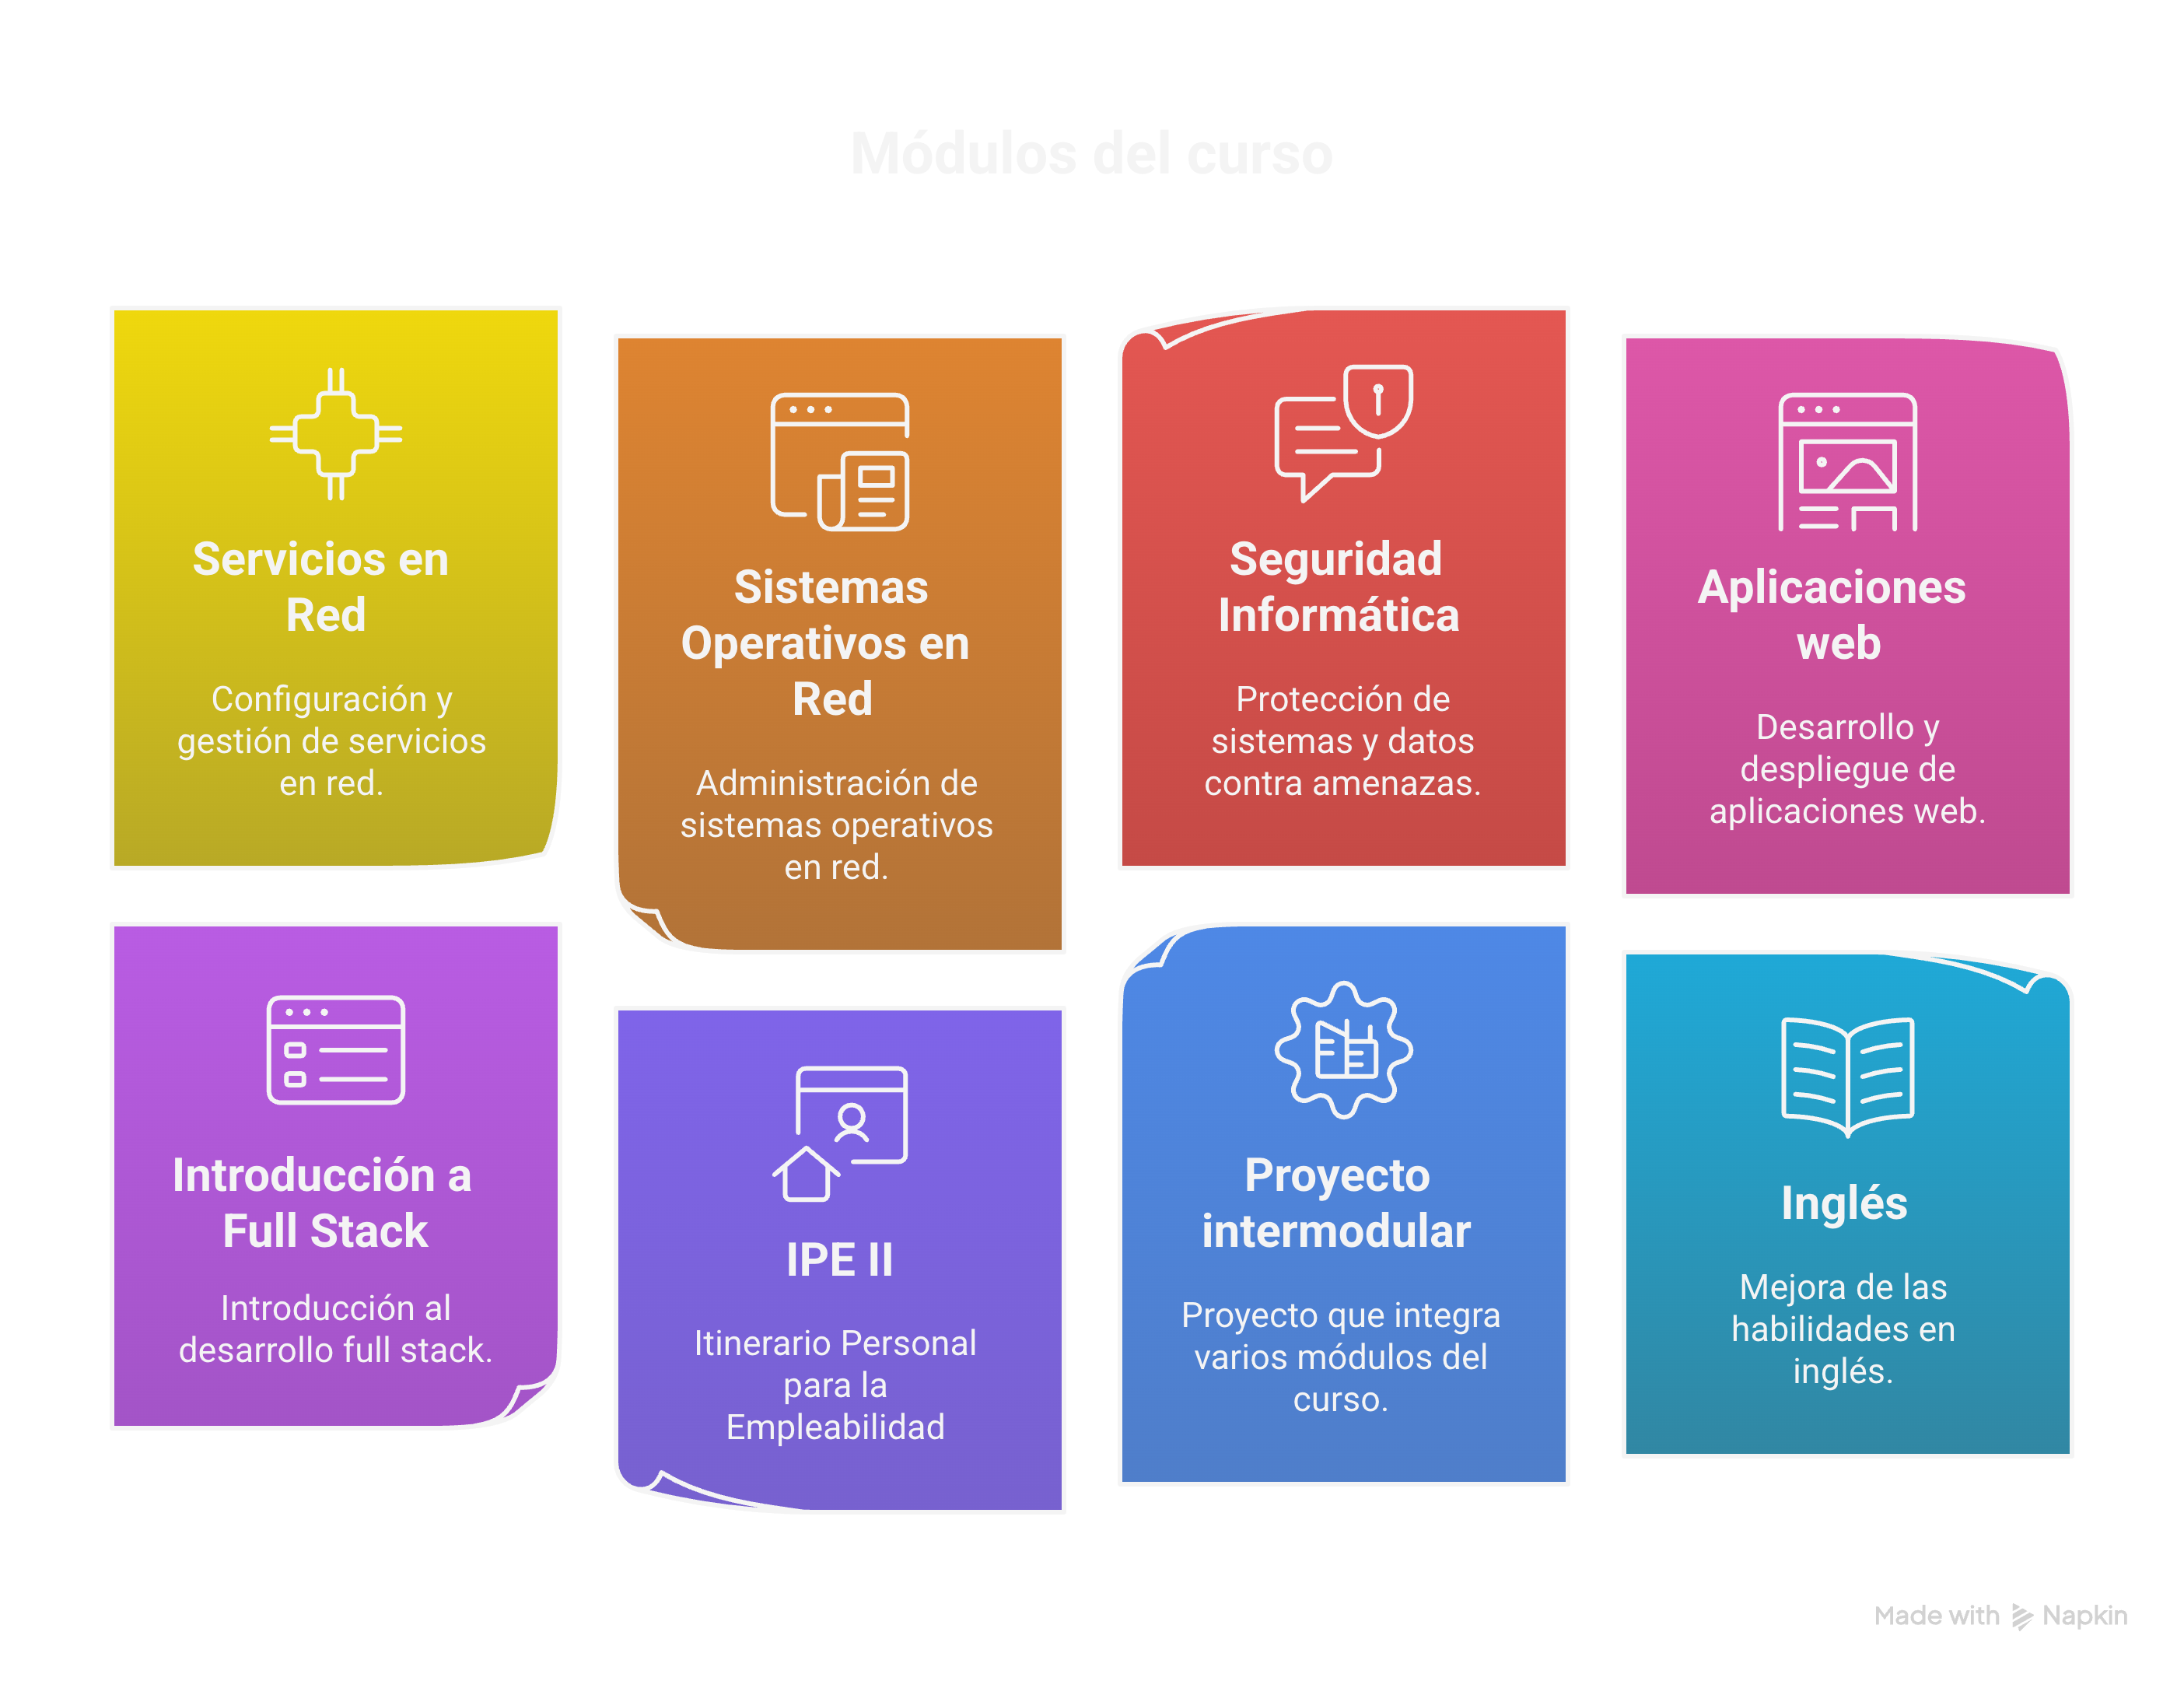 Módulos del curso
Servicios en
Red
Configuración y
gestión de servicios
en red.
Sistemas
Operativos en
Red
Administración de
sistemas operativos
en red.
Seguridad
Informática
Protección de
sistemas y datos
contra amenazas.
Aplicaciones
web
Desarrollo y
despliegue de
aplicaciones web.
Introducción a
Full Stack
Introducción al
desarrollo full stack.
IPE II
Itinerario Personal
para la
Empleabilidad
Proyecto
intermodular
Proyecto que integra
varios módulos del
curso.
Inglés
Mejora de las
habilidades en
inglés.
Made with Napkin